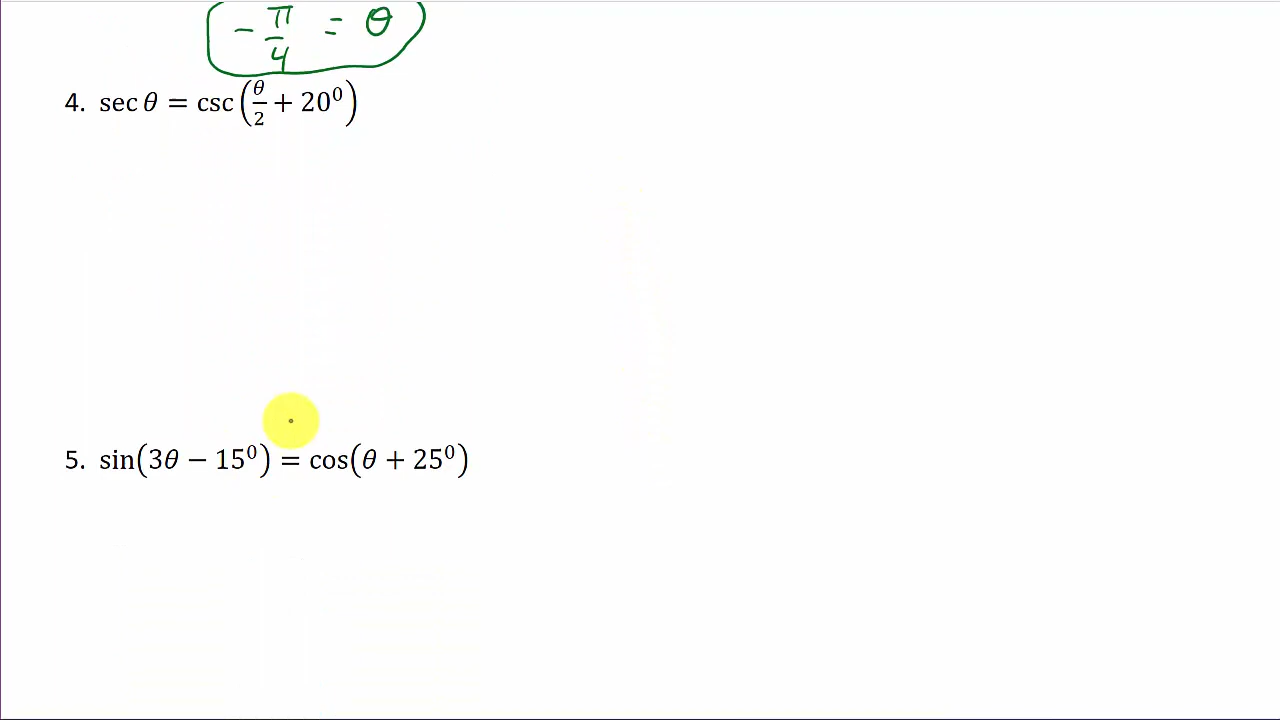 -π/4 = θ
4. sec θ = csc(θ/2 + 20⁰)
5. sin(3θ − 15⁰) = cos(θ + 25⁰)